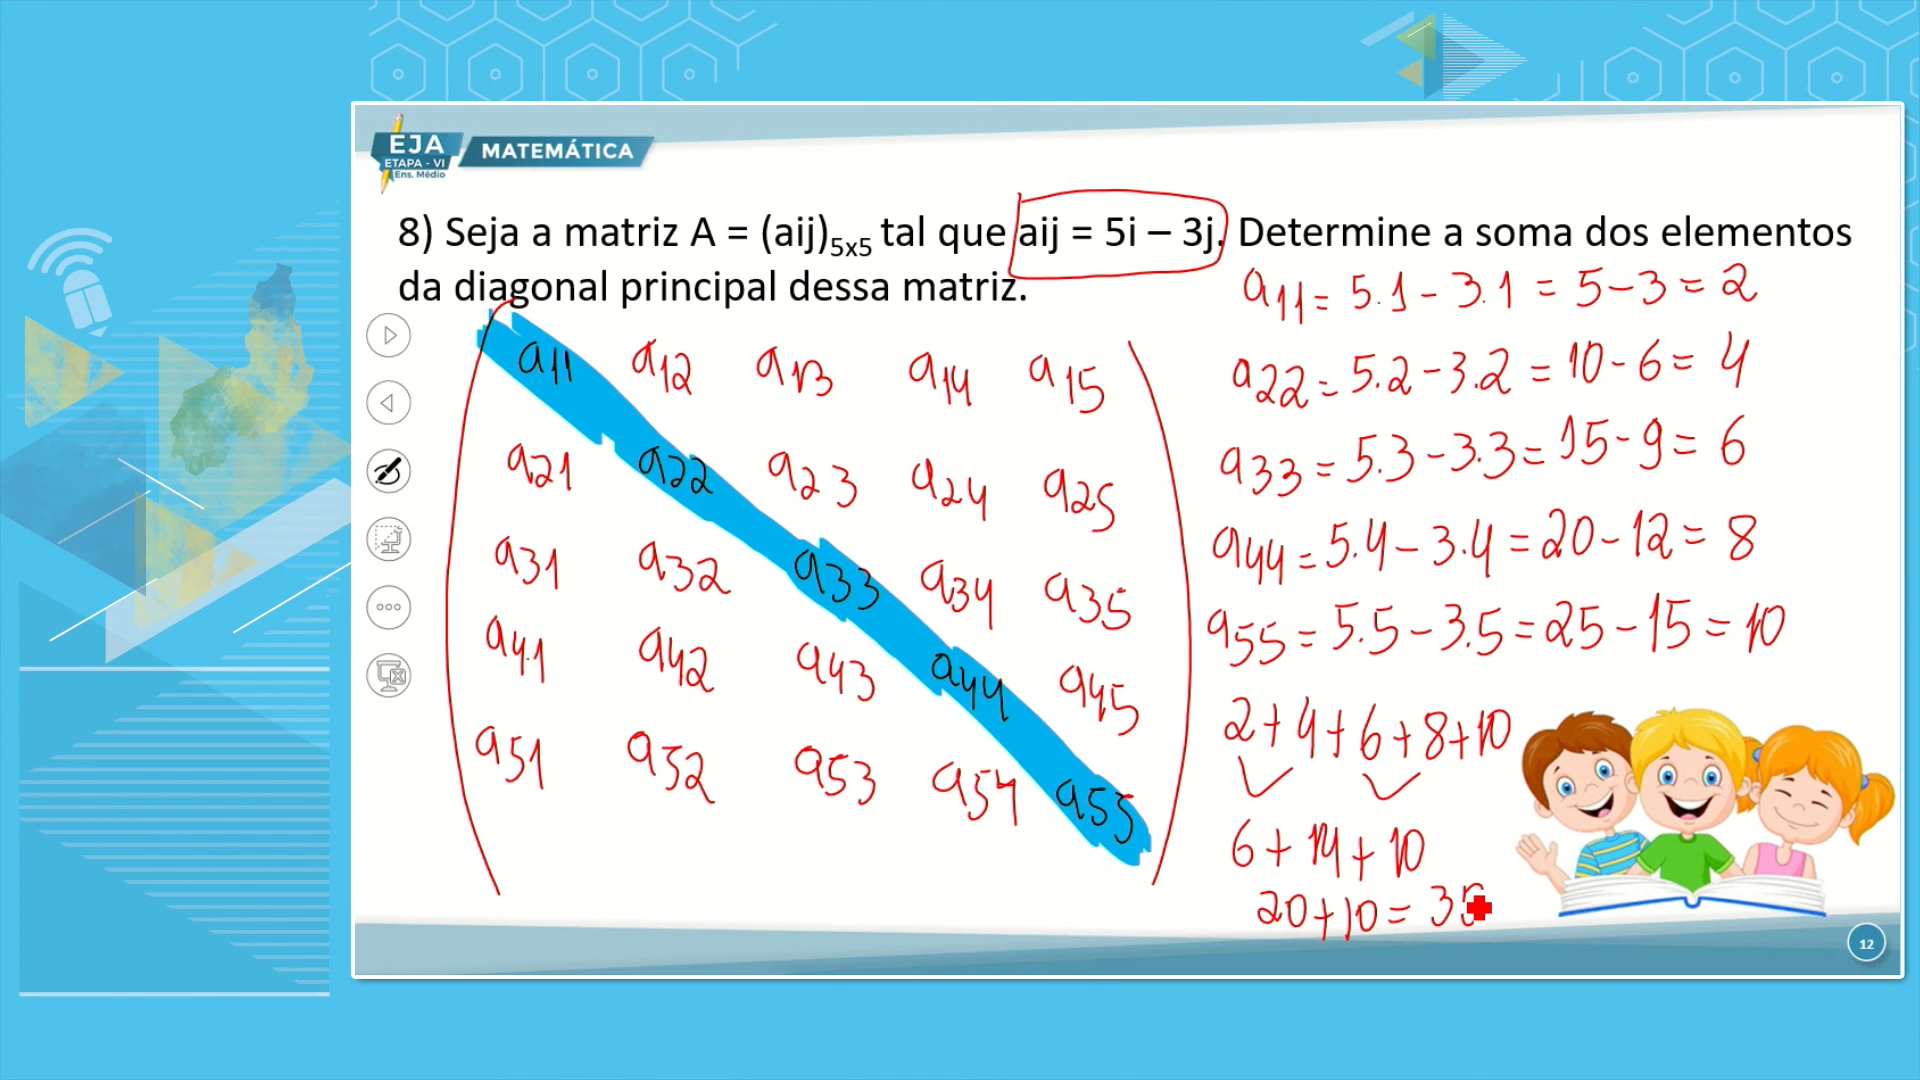 EJA
ETAPA - VI
Ens. Médio
MATEMÁTICA
8) Seja a matriz A = (aij)5x5 tal que aij = 5i – 3j. Determine a soma dos elementos
da diagonal principal dessa matriz.
a11 a12 a13 a14 a15
a21 a22 a23 a24 a25
a31 a32 a33 a34 a35
a41 a42 a43 a44 a45
a51 a52 a53 a54 a55
a11 = 5.1 - 3.1 = 5 - 3 = 2
a22 = 5.2 - 3.2 = 10 - 6 = 4
a33 = 5.3 - 3.3 = 15 - 9 = 6
a44 = 5.4 - 3.4 = 20 - 12 = 8
a55 = 5.5 - 3.5 = 25 - 15 = 10
2 + 4 + 6 + 8 + 10
6 + 14 + 10
20 + 10 =
12